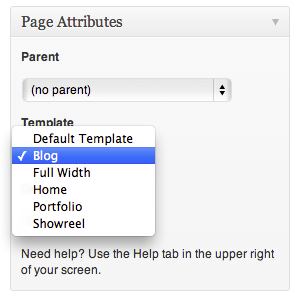 Page Attributes
Parent
(no parent)
Template
Default Template
Blog
Full Width
Home
Portfolio
Showreel
Need help? Use the Help tab in the upper right
of your screen.